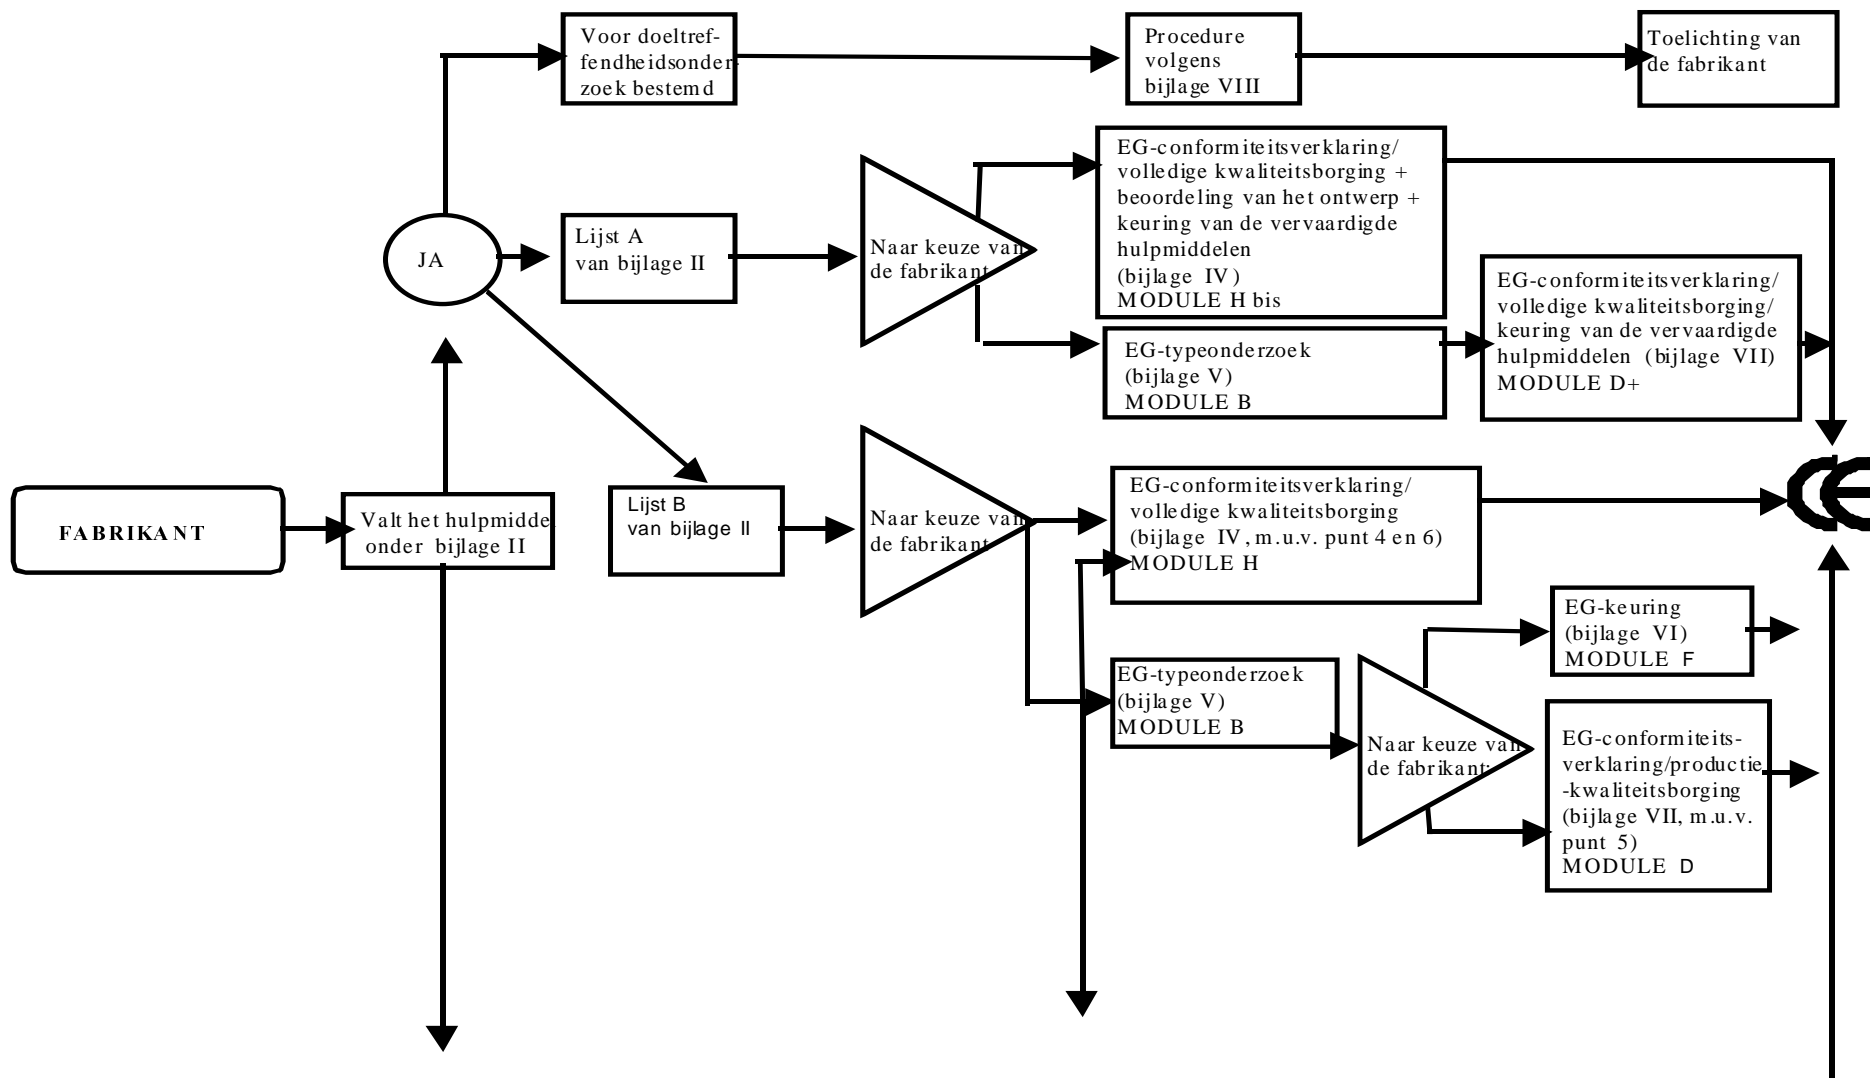 Voor doeltref-
fendheidsonder-
zoek bestemd
Procedure
volgens
bijlage VIII
Toelichting van
de fabrikant
JA
Lijst A
van bijlage II
Naar keuze van
de fabrikant
EG-conformiteitsverklaring/
volledige kwaliteitsborging +
beoordeling van het ontwerp +
keuring van de vervaardigde
hulpmiddelen
(bijlage IV)
MODULE H bis
EG-typeonderzoek
(bijlage V)
MODULE B
EG-conformiteitsverklaring/
volledige kwaliteitsborging/
keuring van de vervaardigde
hulpmiddelen (bijlage VII)
MODULE D+
FABRIKANT
Valt het hulpmiddel
onder bijlage II
Lijst B
van bijlage II
Naar keuze van
de fabrikant
EG-conformiteitsverklaring/
volledige kwaliteitsborging
(bijlage IV, m.u.v. punt 4 en 6)
MODULE H
CE
EG-typeonderzoek
(bijlage V)
MODULE B
Naar keuze van
de fabrikant:
EG-keuring
(bijlage VI)
MODULE F
EG-conformiteits-
verklaring/productie
-kwaliteitsborging
(bijlage VII, m.u.v.
punt 5)
MODULE D